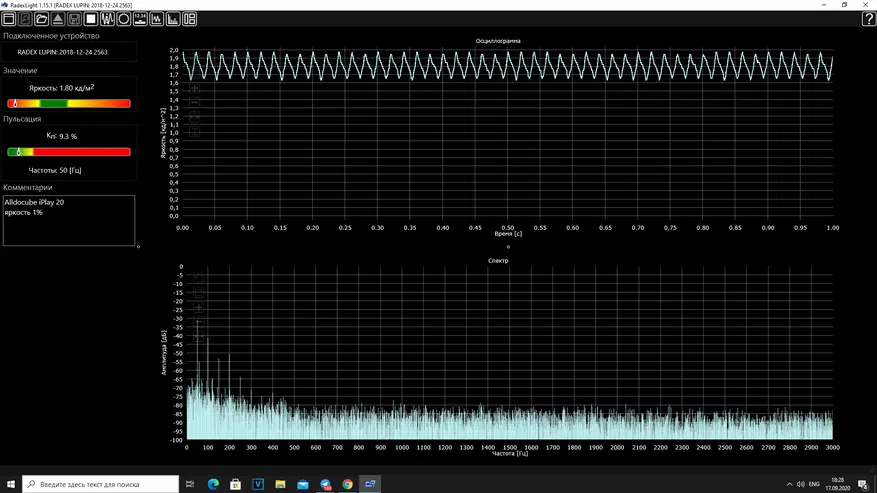 RadexLight 1.15.1 [RADEX LUPIN: 2018-12-24 2563]
Подключенное устройство
RADEX LUPIN: 2018-12-24 2563
Значение
Яркость: 1.80 кд/м2
Пульсация
Кп: 9.3 %
Частоты: 50 [Гц]
Комментарии
Alldocube iPlay 20
яркость 1%
Осциллограмма
Яркость [кд/м^2]
2,0
1,9
1,8
1,7
1,6
1,5
1,4
1,3
1,2
1,1
1,0
0,9
0,8
0,7
0,6
0,5
0,4
0,3
0,2
0,1
0,0
0.00 0.05 0.10 0.15 0.20 0.25 0.30 0.35 0.40 0.45 0.50 0.55 0.60 0.65 0.70 0.75 0.80 0.85 0.90 0.95 1.00
Время [с]
Спектр
Амплитуда [дБ]
0
-5
-10
-15
-20
-25
-30
-35
-40
-45
-50
-55
-60
-65
-70
-75
-80
-85
-90
-95
-100
0 100 200 300 400 500 600 700 800 900 1000 1100 1200 1300 1400 1500 1600 1700 1800 1900 2000 2100 2200 2300 2400 2500 2600 2700 2800 2900 3000
Частота [Гц]
Введите здесь текст для поиска
ENG
18:28
17.09.2020